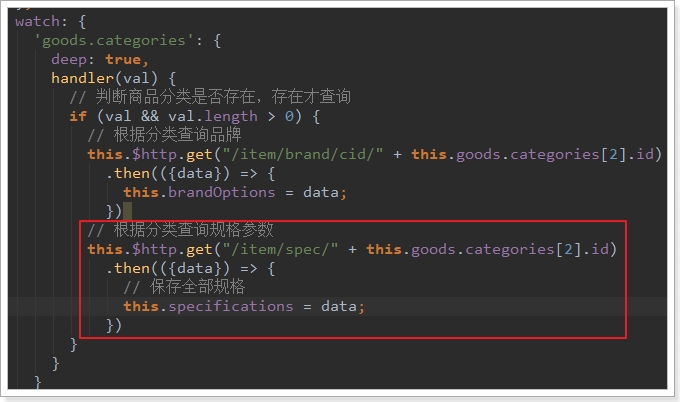 watch: {
'goods.categories': {
deep: true,
handler(val) {
// 判断商品分类是否存在，存在才查询
if (val && val.length > 0) {
// 根据分类查询品牌
this.$http.get("/item/brand/cid/" + this.goods.categories[2].id)
.then(({data}) => {
this.brandOptions = data;
})
// 根据分类查询规格参数
this.$http.get("/item/spec/" + this.goods.categories[2].id)
.then(({data}) => {
// 保存全部规格
this.specifications = data;
})
}
}
}